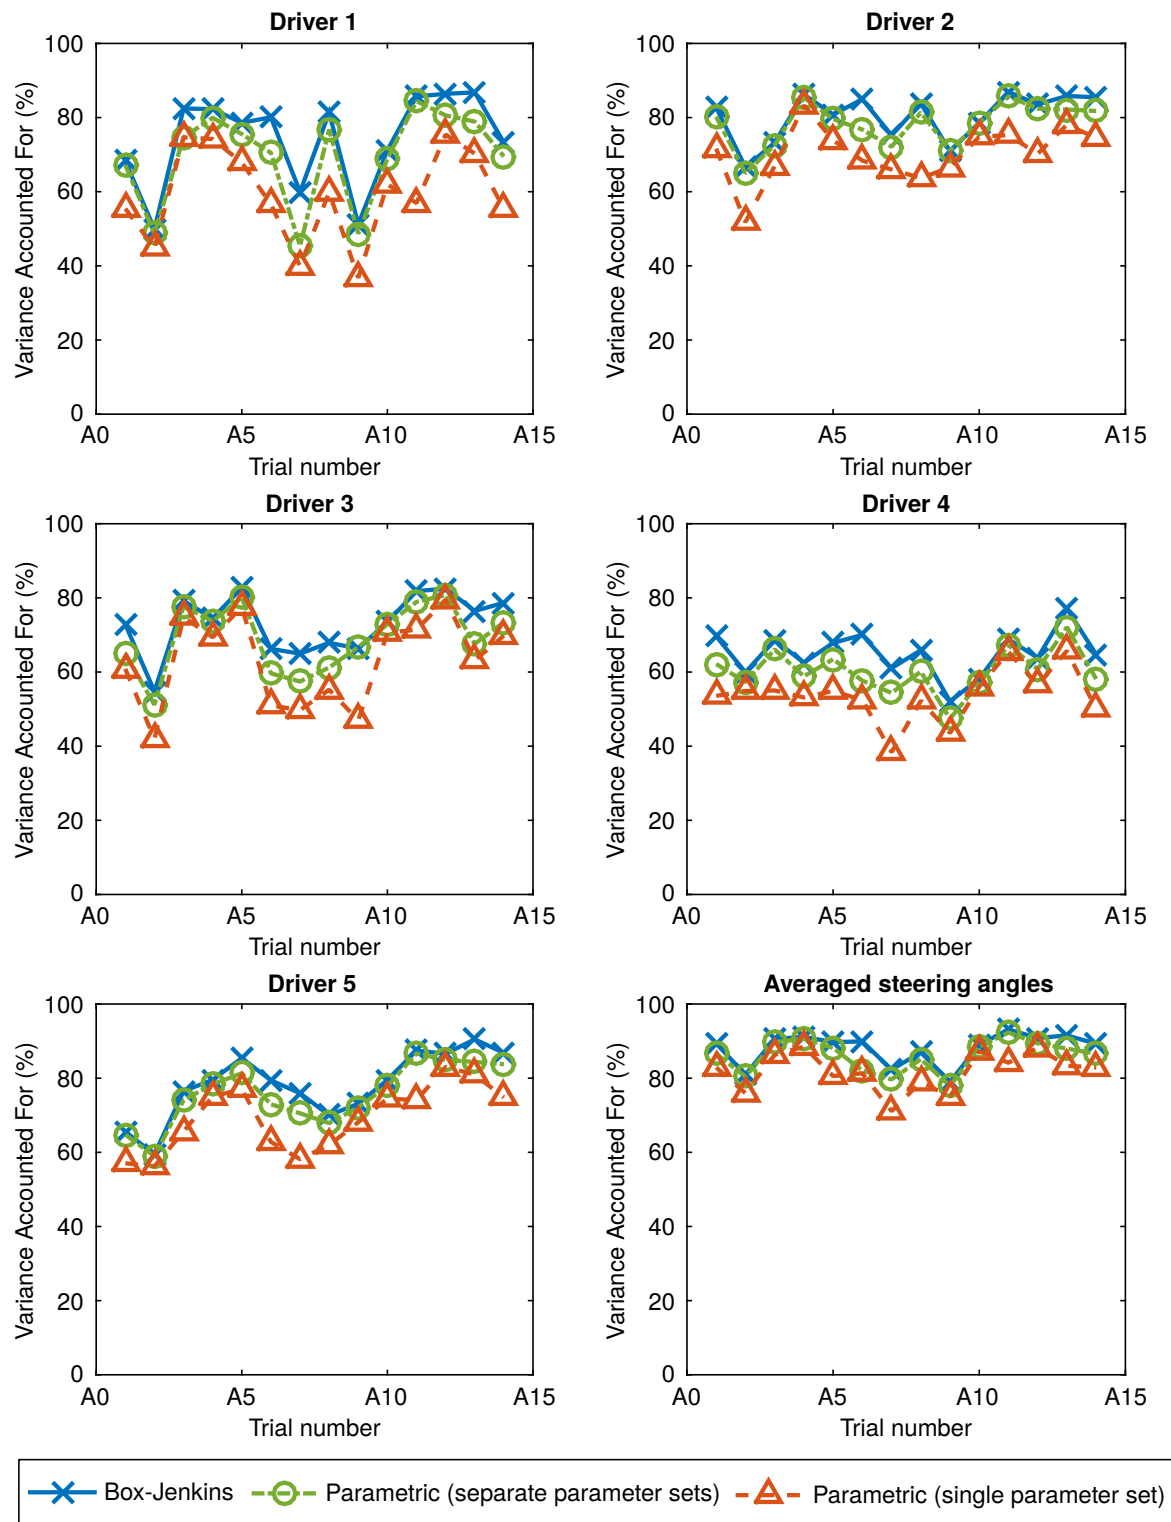 Driver 1
Variance Accounted For (%)
100
80
60
40
20
0
A0 A5 A10 A15
Trial number
Driver 2
Variance Accounted For (%)
100
80
60
40
20
0
A0 A5 A10 A15
Trial number
Driver 3
Variance Accounted For (%)
100
80
60
40
20
0
A0 A5 A10 A15
Trial number
Driver 4
Variance Accounted For (%)
100
80
60
40
20
0
A0 A5 A10 A15
Trial number
Driver 5
Variance Accounted For (%)
100
80
60
40
20
0
A0 A5 A10 A15
Trial number
Averaged steering angles
Variance Accounted For (%)
100
80
60
40
20
0
A0 A5 A10 A15
Trial number
Box-Jenkins Parametric (separate parameter sets) Parametric (single parameter set)